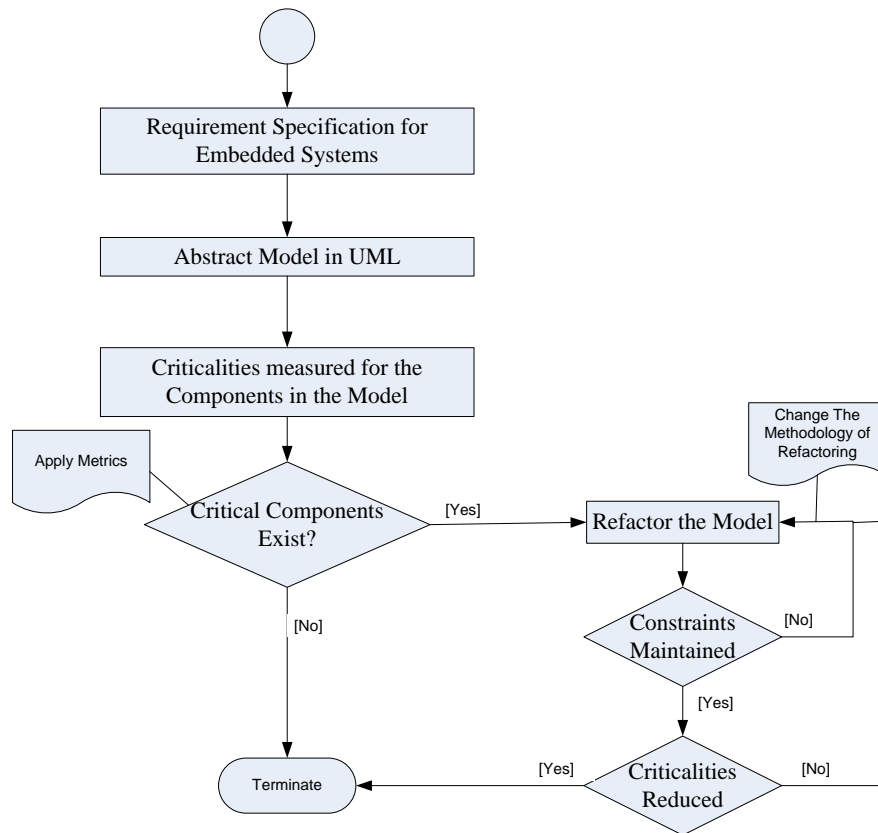 Requirement Specification for
Embedded Systems
Abstract Model in UML
Criticalities measured for the
Components in the Model
Change The
Methodology of
Refactoring
Apply Metrics
Critical Components
Exist?
[Yes]
Refactor the Model
[No]
Constraints
Maintained
[No]
[Yes]
Terminate
[Yes]
Criticalities
Reduced
[No]